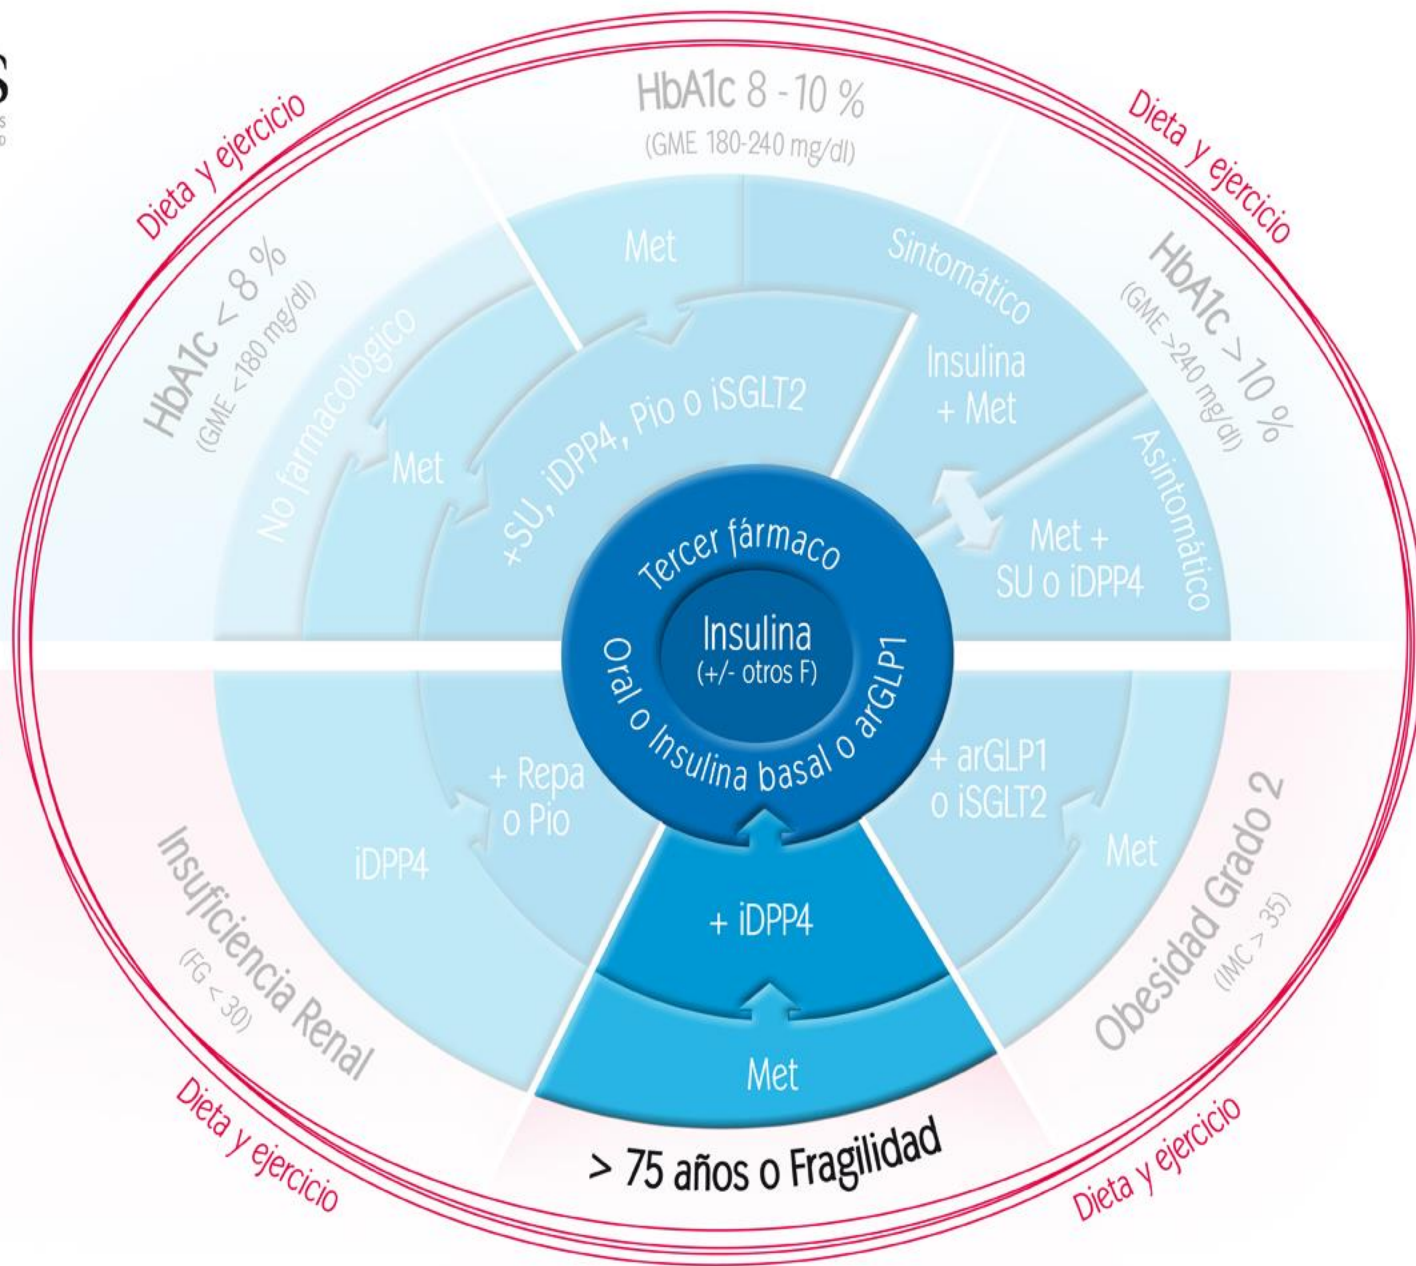 S
HbA1c 8 - 10 %
(GME 180-240 mg/dl)
Dieta y ejercicio
Dieta y ejercicio
HbA1c < 8 %
(GME <180 mg/dl)
HbA1c > 10 %
(GME >240 mg/dl)
No farmacológico
Met
Met
+SU, iDPP4, Pio o iSGLT2
Sintomático
Insulina
+ Met
Asintomático
Met +
SU o iDPP4
Tercer fármaco
Insulina
(+/- otros F)
Oral o Insulina basal o arGLP1
iDPP4
+ Repa
o Pio
+ iDPP4
Met
+ arGLP1
o iSGLT2
Met
Insuficiencia Renal
(FG < 30)
> 75 años o Fragilidad
Obesidad Grado 2
(IMC > 35)
Dieta y ejercicio
Dieta y ejercicio